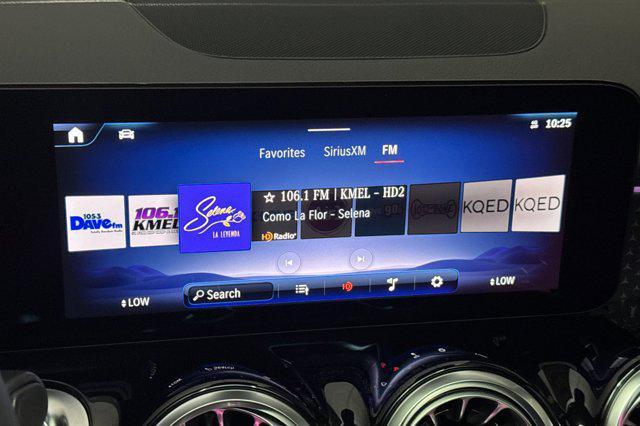 10:25
Favorites SiriusXM FM
☆ 106.1 FM | KMEL - HD2
Como La Flor - Selena
HD Radio
105.3
DAVE fm
106.1
KMEL
Selena
LA LEYENDA
KQED
KQED
LOW
Search
LOW